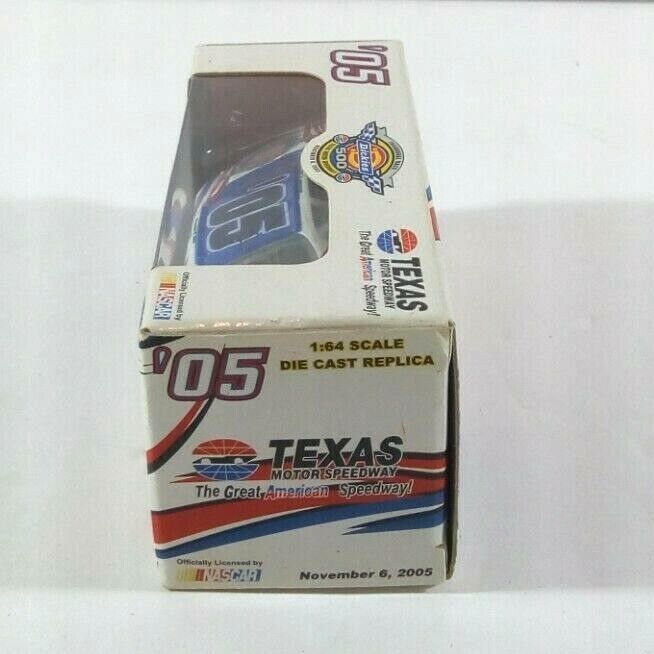 '05
Dickies
500
TEXAS
MOTOR SPEEDWAY
The Great American Speedway!
'05
Officially Licensed by
NASCAR
'05
1:64 SCALE
DIE CAST REPLICA
TEXAS
MOTOR SPEEDWAY
The Great American Speedway!
Officially Licensed by
NASCAR
November 6, 2005